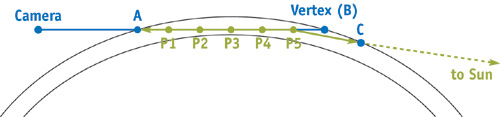 Camera
A
Vertex (B)
C
P1 P2 P3 P4 P5
to Sun